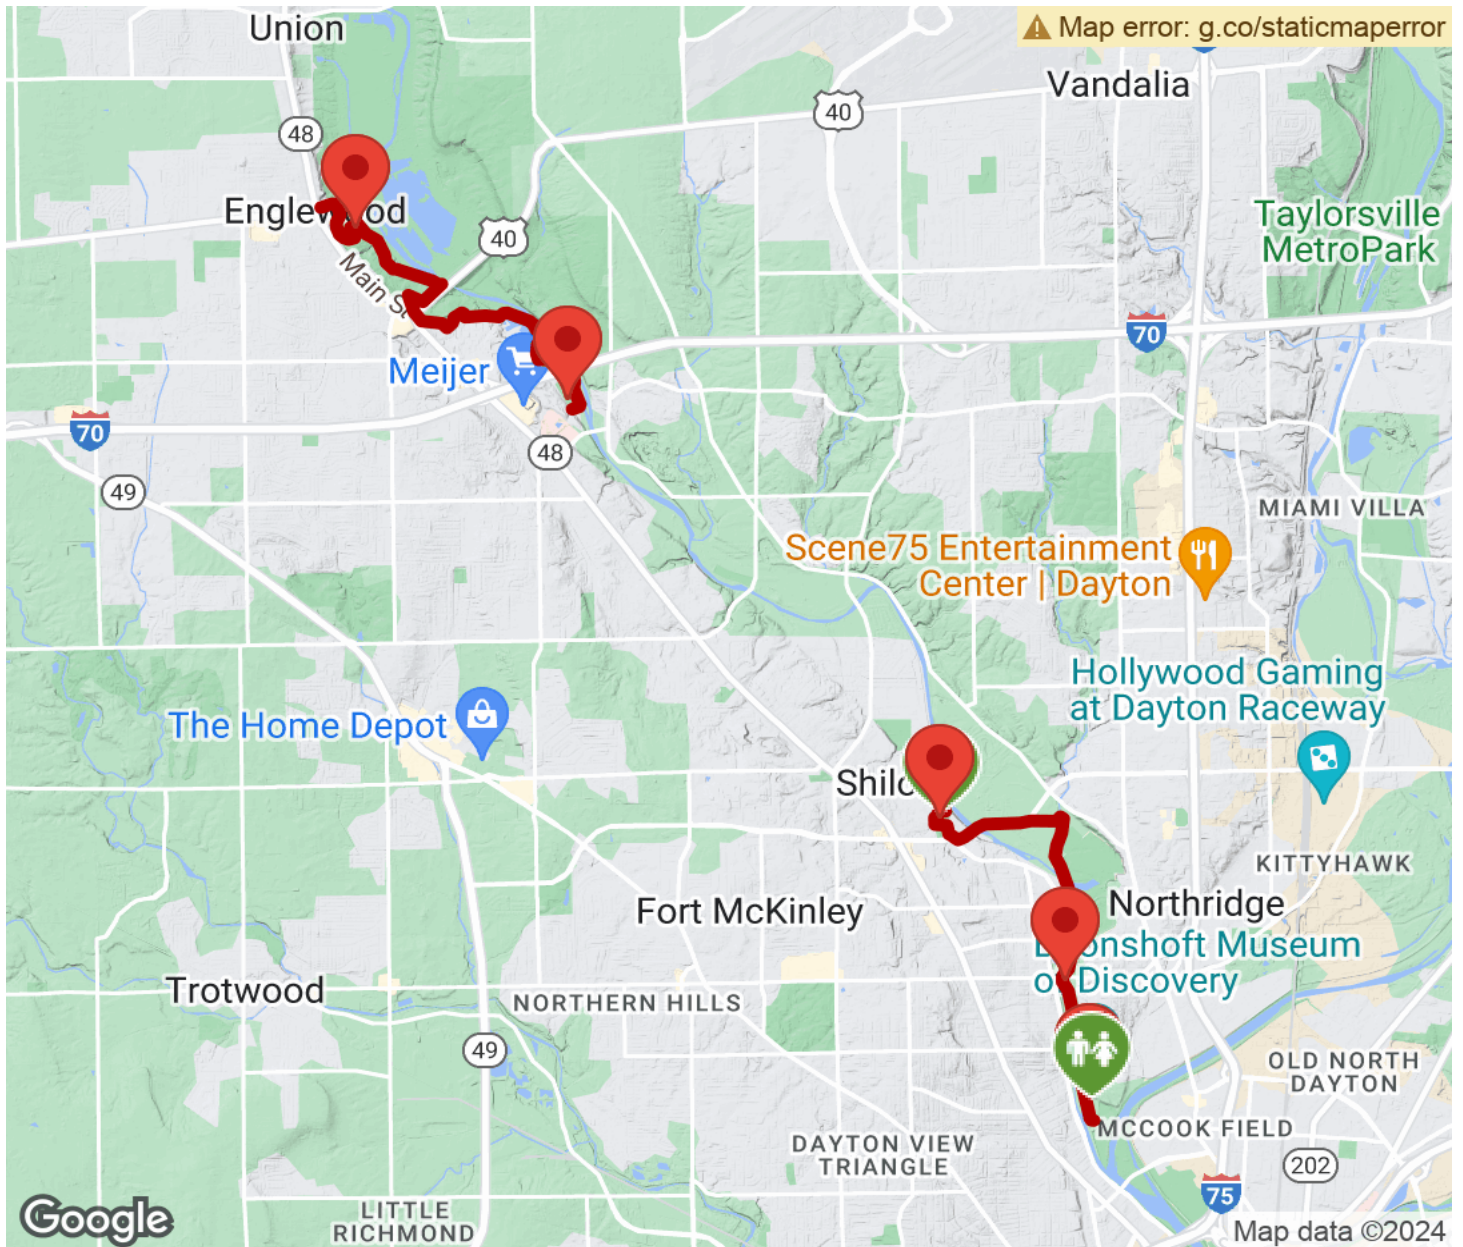 Union
Map error: g.co/staticmaperror
Vandalia
40
48
Englewood
40
Taylorsville
MetroPark
Main St
70
Meijer
70
48
49
MIAMI VILLA
Scene75 Entertainment
Center | Dayton
Hollywood Gaming
at Dayton Raceway
The Home Depot
Shilo
KITTYHAWK
Fort McKinley
Northridge
onshoft Museum
of Discovery
Trotwood
NORTHERN HILLS
49
OLD NORTH
DAYTON
MCCOOK FIELD
DAYTON VIEW
TRIANGLE
202
75
LITTLE
RICHMOND
Google
Map data ©2024